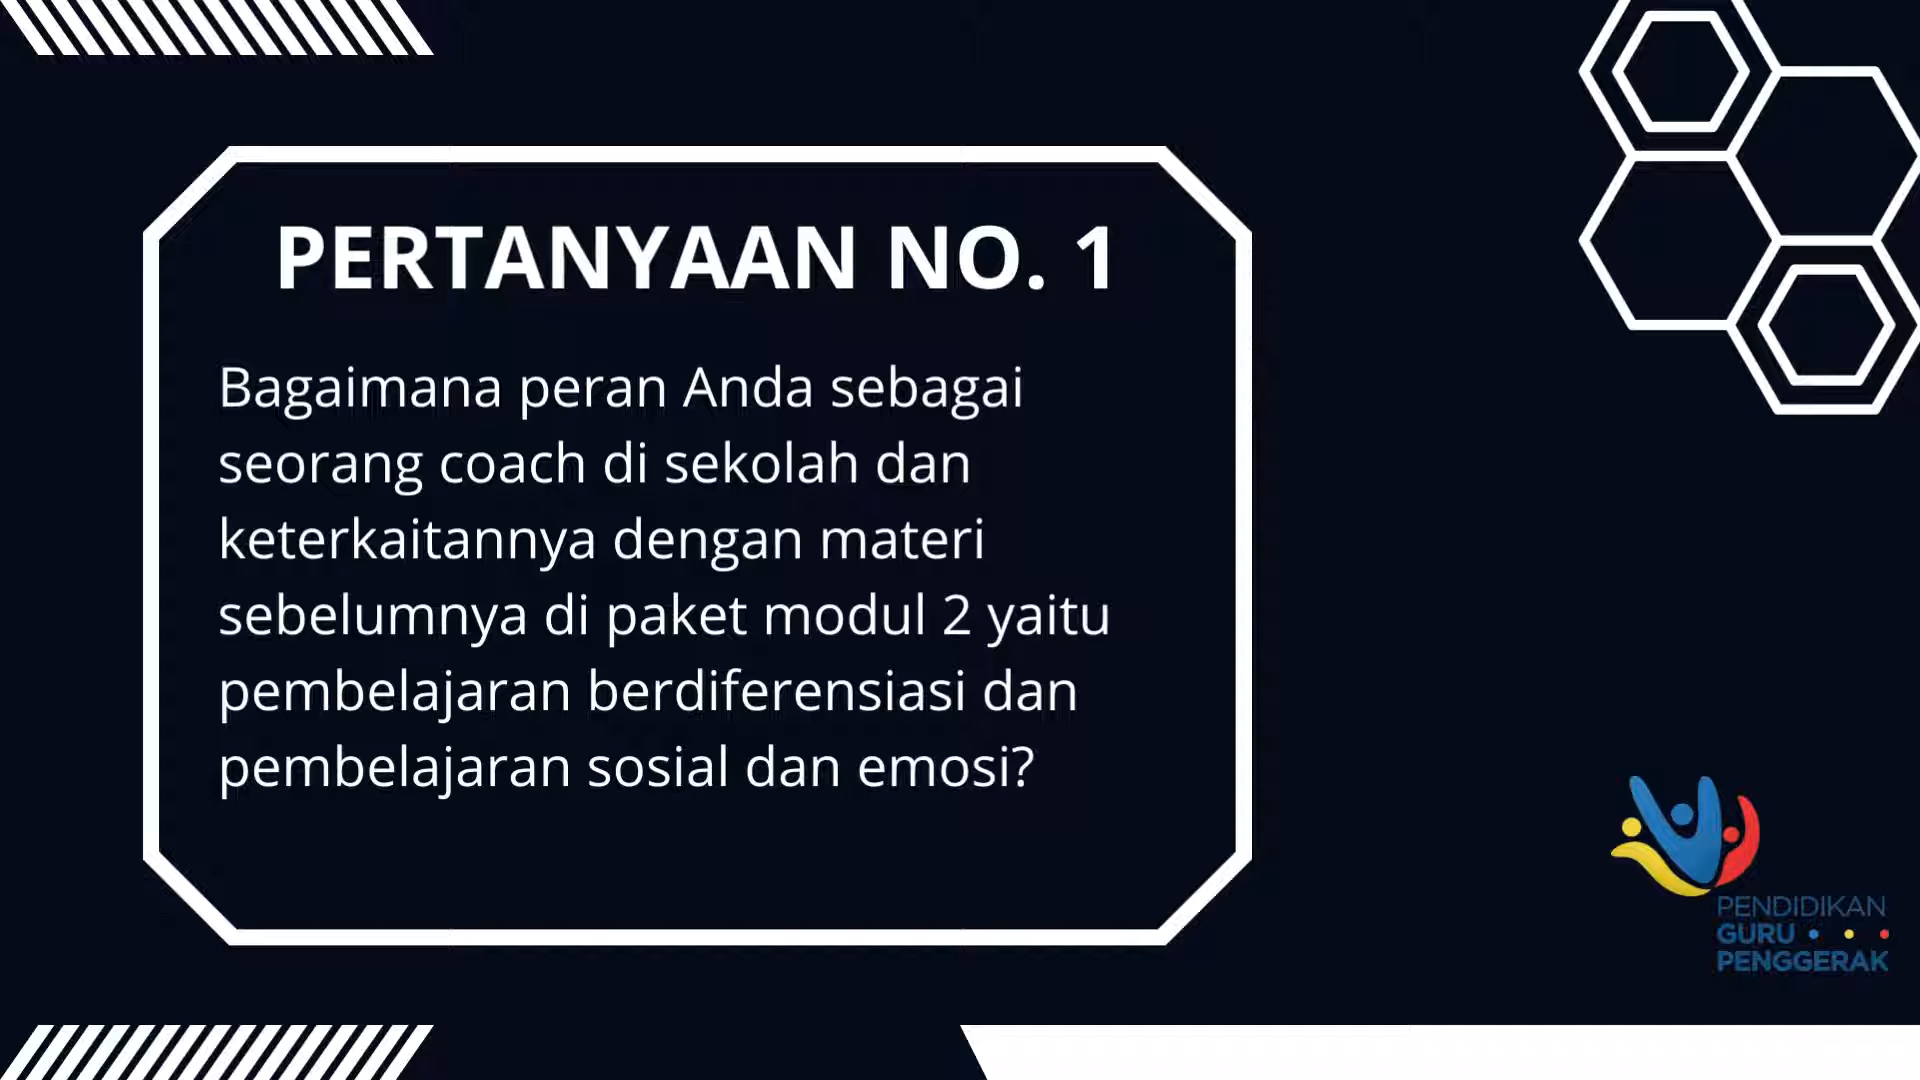 PERTANYAAN NO. 1
Bagaimana peran Anda sebagai
seorang coach di sekolah dan
keterkaitannya dengan materi
sebelumnya di paket modul 2 yaitu
pembelajaran berdiferensiasi dan
pembelajaran sosial dan emosi?
PENDIDIKAN
GURU
PENGGERAK